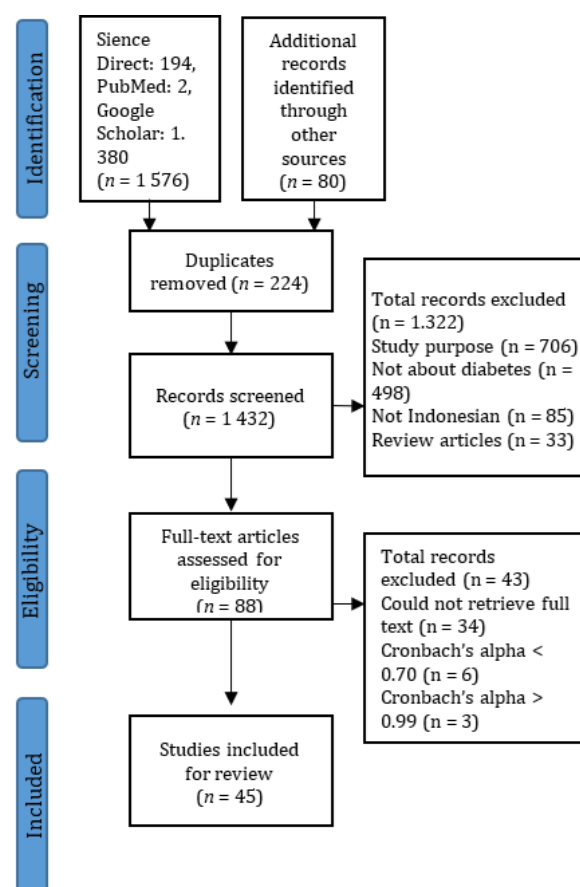 Identification
Sience
Direct: 194,
PubMed: 2,
Google
Scholar: 1.
380
(n = 1 576)
Additional
records
identified
through
other
sources
(n = 80)
Screening
Duplicates
removed (n = 224)
Records screened
(n = 1 432)
Total records excluded
(n = 1.322)
Study purpose (n = 706)
Not about diabetes (n =
498)
Not Indonesian (n = 85)
Review articles (n = 33)
Eligibility
Full-text articles
assessed for
eligibility
(n = 88)
Total records
excluded (n = 43)
Could not retrieve full
text (n = 34)
Cronbach's alpha <
0.70 (n = 6)
Cronbach's alpha >
0.99 (n = 3)
Included
Studies included
for review
(n = 45)